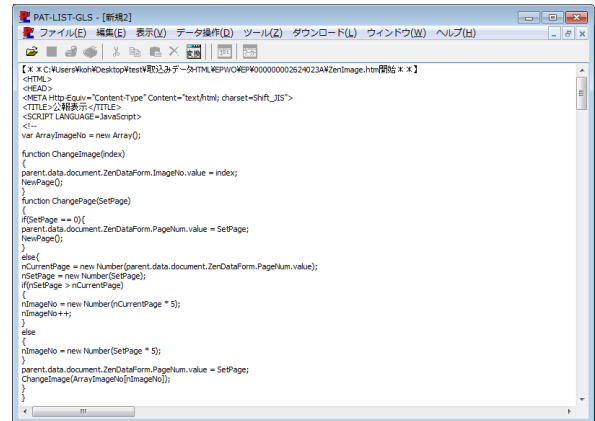 PAT-LIST-GLS - [新規2]
ファイル(F) 編集(E) 表示(V) データ操作(D) ツール(Z) ダウンロード(L) ウィンドウ(W) ヘルプ(H)
変換
【＊＊C:¥Users¥koh¥Desktop¥test¥取込みデータHTML¥EPWO¥EP¥000000002624023A¥ZenImage.htm開始＊＊】
<HTML>
<HEAD>
<META Http-Equiv="Content-Type" Content="text/html; charset=Shift_JIS">
<TITLE>公報表示</TITLE>
<SCRIPT LANGUAGE=JavaScript>
<!--
var ArrayImageNo = new Array();
function ChangeImage(index)
{
parent.data.document.ZenDataForm.ImageNo.value = index;
NewPage();
}
function ChangePage(SetPage)
{
if(SetPage == 0){
parent.data.document.ZenDataForm.PageNum.value = SetPage;
NewPage();
}
else{
nCurrentPage = new Number(parent.data.document.ZenDataForm.PageNum.value);
nSetPage = new Number(SetPage);
if(nSetPage > nCurrentPage)
{
nImageNo = new Number(nCurrentPage * 5);
nImageNo++;
}
else
{
nImageNo = new Number(SetPage * 5);
}
parent.data.document.ZenDataForm.PageNum.value = SetPage;
ChangeImage(ArrayImageNo[nImageNo]);
}
}